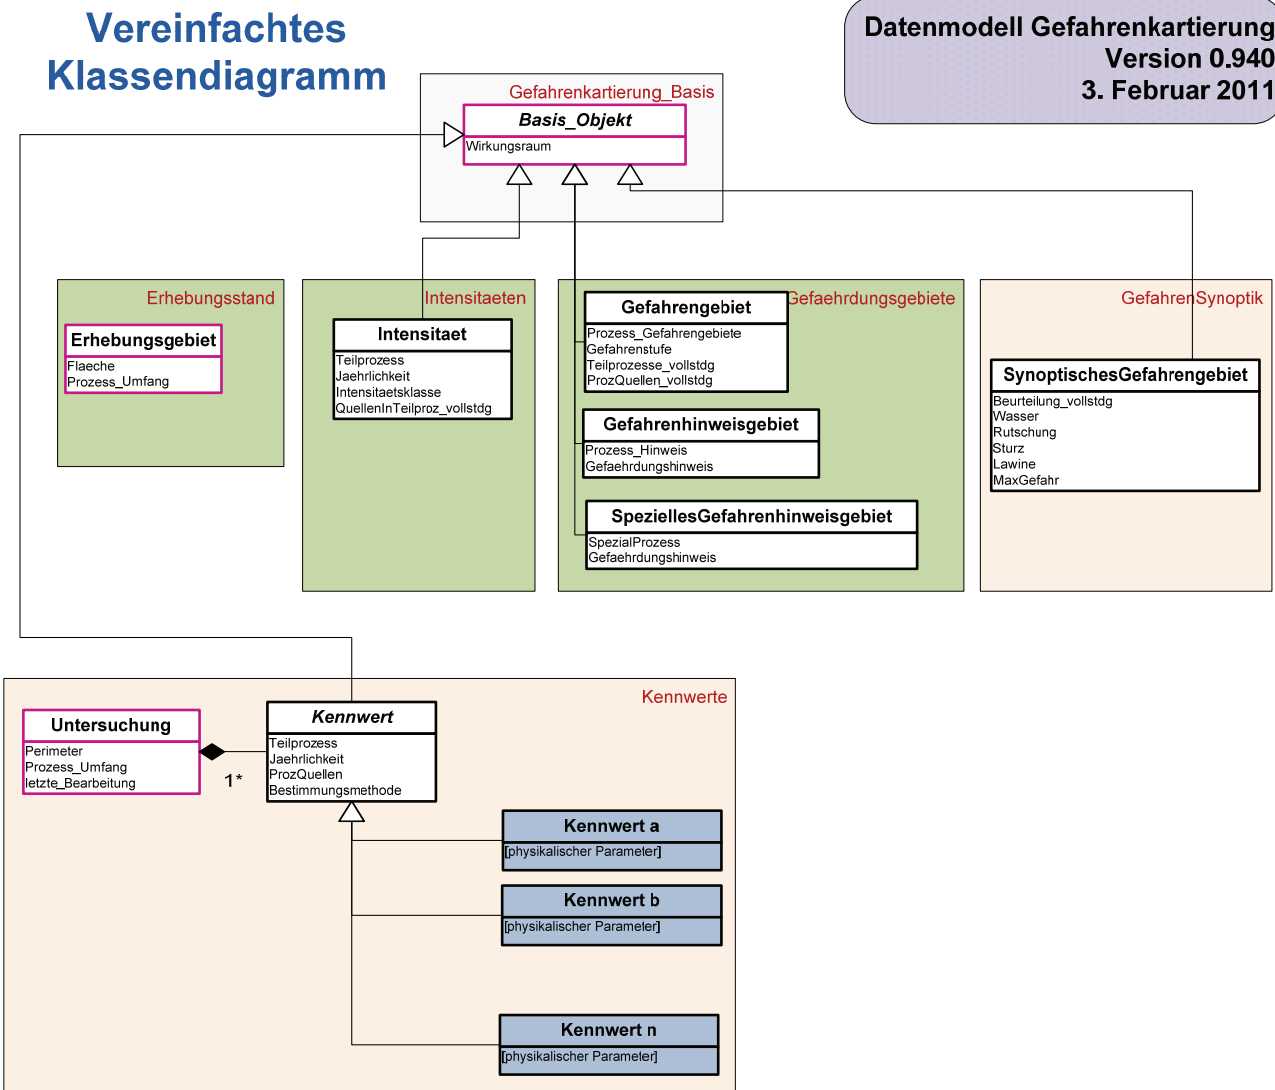 Vereinfachtes
Klassendiagramm
Datenmodell Gefahrenkartierung
Version 0.940
3. Februar 2011
Gefahrenkartierung_Basis
Basis_Objekt
Wirkungsraum
Erhebungsstand
Erhebungsgebiet
Flaeche
Prozess_Umfang
Intensitaeten
Intensitaet
Teilprozess
Jaehrlichkeit
Intensitaetsklasse
QuellenInTeilproz_vollstdg
Gefaehrdungsgebiete
Gefahrengebiet
Prozess_Gefahrengebiete
Gefahrenstufe
Teilprozesse_vollstdg
ProzQuellen_vollstdg
Gefahrenhinweisgebiet
Prozess_Hinweis
Gefaehrdungshinweis
SpeziellesGefahrenhinweisgebiet
SpezialProzess
Gefaehrdungshinweis
GefahrenSynoptik
SynoptischesGefahrengebiet
Beurteilung_vollstdg
Wasser
Rutschung
Sturz
Lawine
MaxGefahr
Kennwerte
Untersuchung
Perimeter
Prozess_Umfang
letzte_Bearbeitung
1*
Kennwert
Teilprozess
Jaehrlichkeit
ProzQuellen
Bestimmungsmethode
Kennwert a
[physikalischer Parameter]
Kennwert b
[physikalischer Parameter]
Kennwert n
[physikalischer Parameter]